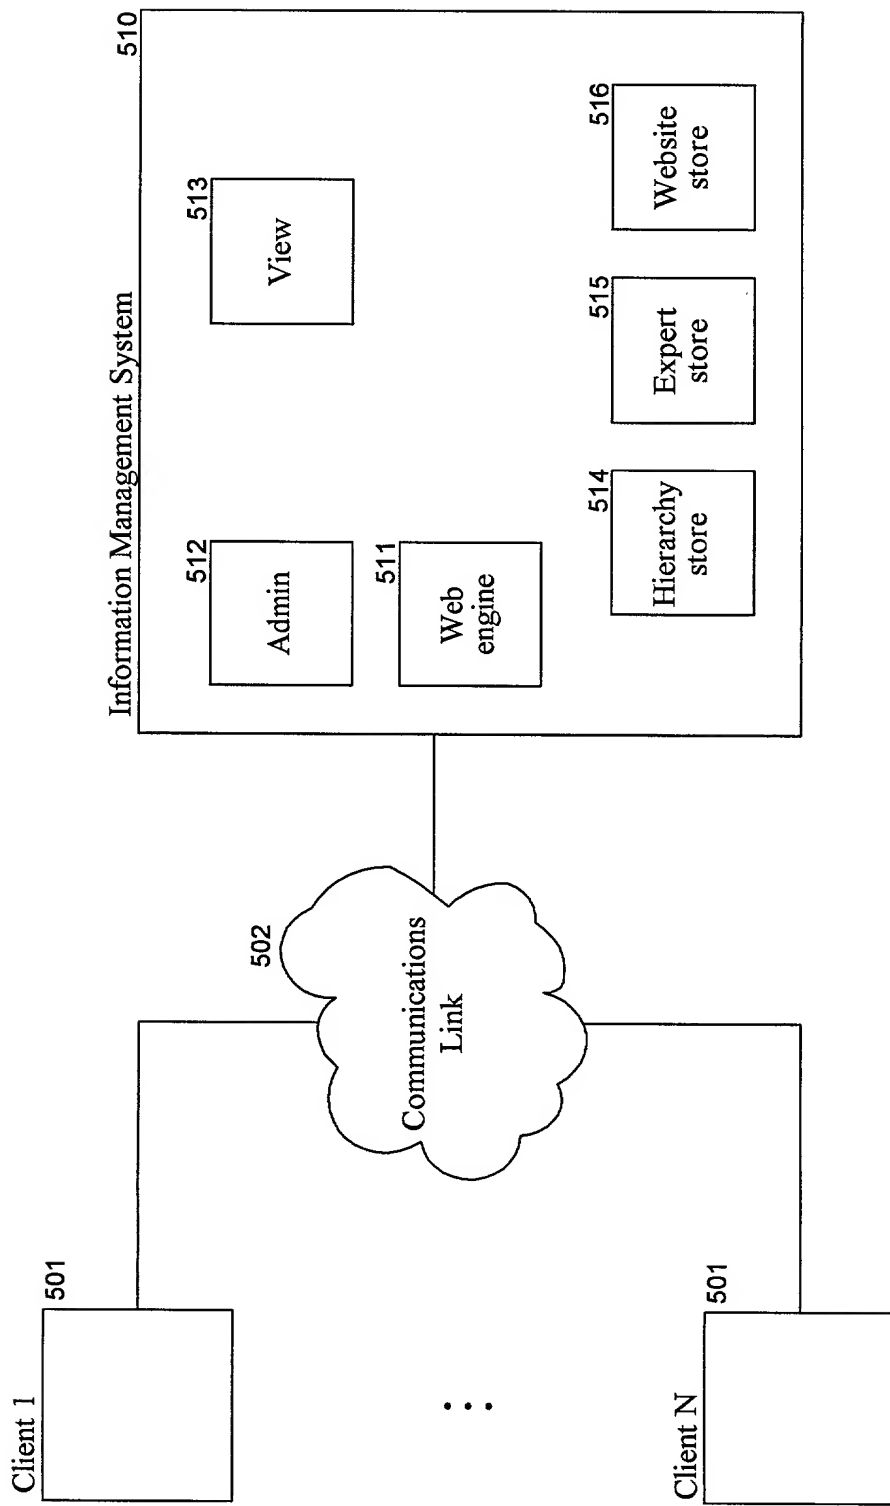 Client 1
501
...
Client N
501
502
Communications
Link
Information Management System
510
512
Admin
513
View
511
Web
engine
514
Hierarchy
store
515
Expert
store
516
Website
store